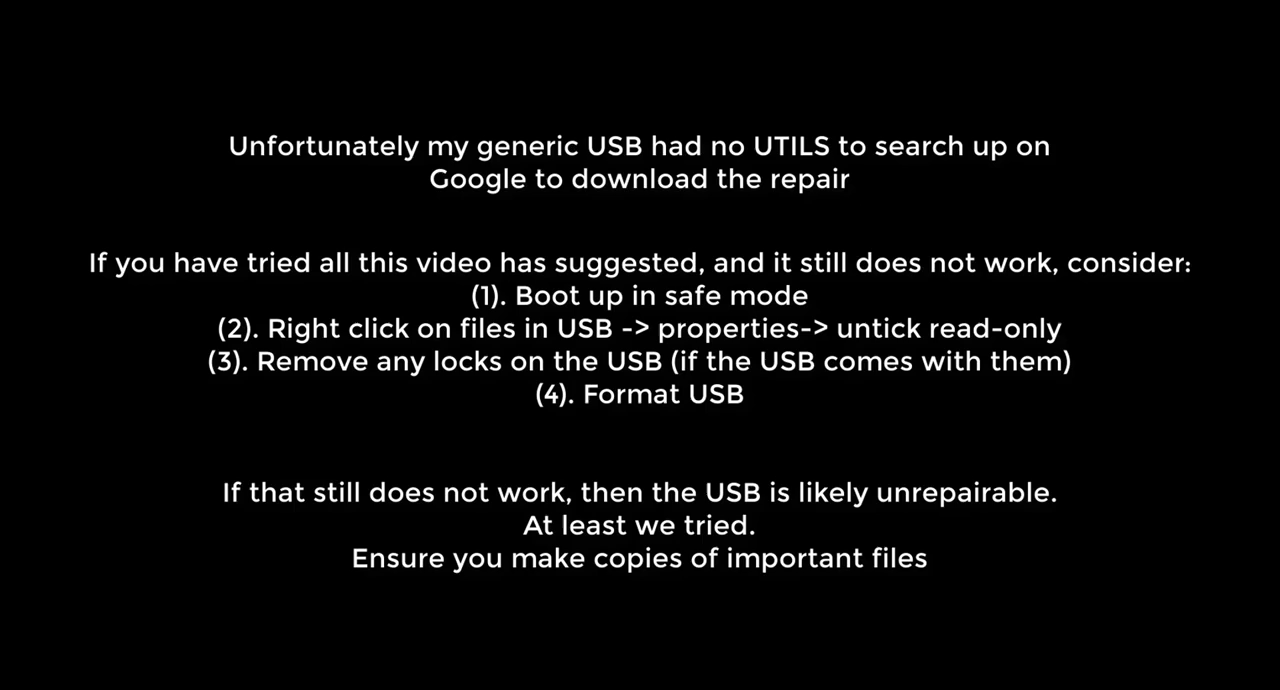 Unfortunately my generic USB had no UTILS to search up on
Google to download the repair
If you have tried all this video has suggested, and it still does not work, consider:
(1). Boot up in safe mode
(2). Right click on files in USB -> properties-> untick read-only
(3). Remove any locks on the USB (if the USB comes with them)
(4). Format USB
If that still does not work, then the USB is likely unrepairable.
At least we tried.
Ensure you make copies of important files